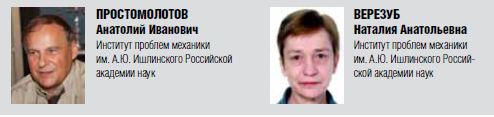 ПРОСТОМОЛОТОВ
Анатолий Иванович
Институт проблем механики
им. А.Ю. Ишлинского Российской
академии наук
ВЕРЕЗУБ
Наталия Анатольевна
Институт проблем механики
им. А.Ю. Ишлинского Россий-
ской академии наук